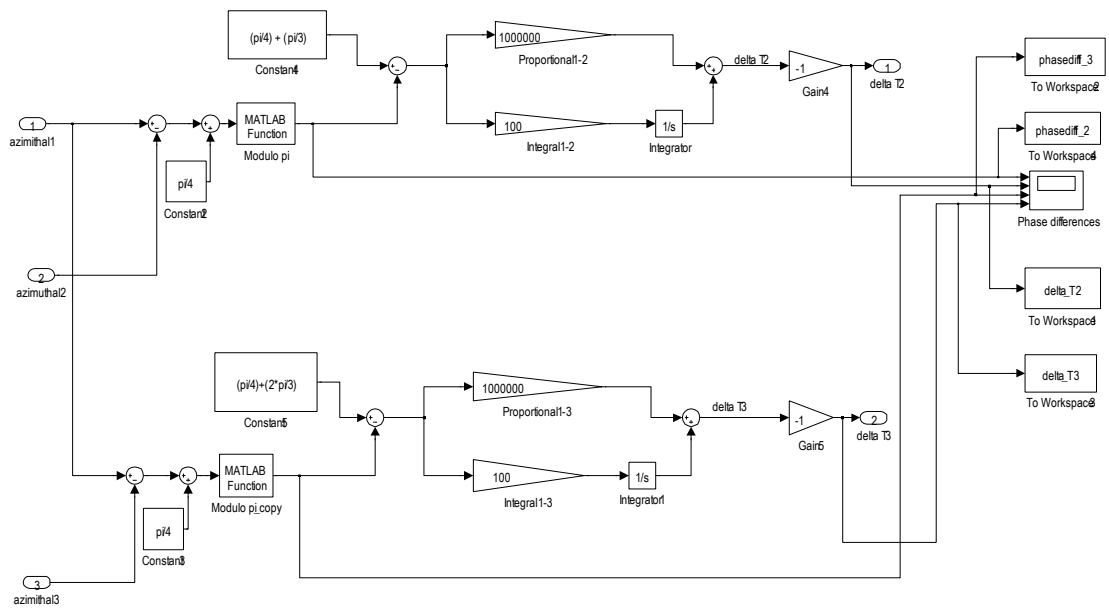 (pi/4) + (pi/3)
Constant4
1000000
Proportional1-2
delta T2
-1
Gain4
1
delta T2
phasediff_3
To Workspace2
1
azimithal1
MATLAB
Function
Modulo pi
100
Integral1-2
1/s
Integrator
phasediff_2
To Workspace4
pi/4
Constant2
Phase differences
2
azimuthal2
delta_T2
To Workspace1
(pi/4)+(2*pi/3)
Constant5
1000000
Proportional1-3
delta T3
-1
Gain5
2
delta T3
delta_T3
To Workspace3
MATLAB
Function
Modulo pi_copy
100
Integral1-3
1/s
Integrator1
pi/4
Constant3
3
azimithal3